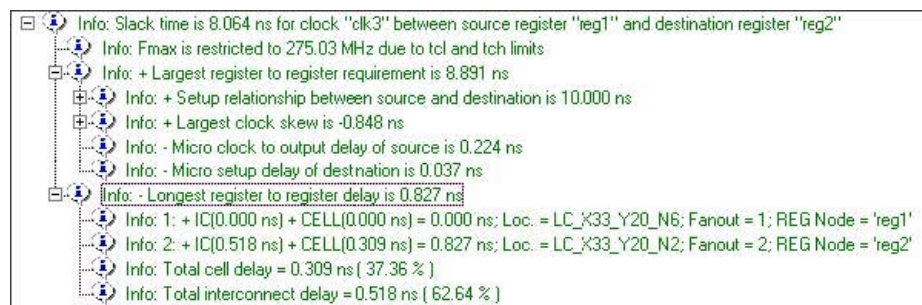 Info: Slack time is 8.064 ns for clock "clk3" between source register "reg1" and destination register "reg2"
Info: Fmax is restricted to 275.03 MHz due to tcl and tch limits
Info: + Largest register to register requirement is 8.891 ns
Info: + Setup relationship between source and destination is 10.000 ns
Info: + Largest clock skew is -0.848 ns
Info: - Micro clock to output delay of source is 0.224 ns
Info: - Micro setup delay of destination is 0.037 ns
Info: - Longest register to register delay is 0.827 ns
Info: 1: + IC(0.000 ns) + CELL(0.000 ns) = 0.000 ns; Loc. = LC_X33_Y20_N6; Fanout = 1; REG Node = 'reg1'
Info: 2: + IC(0.518 ns) + CELL(0.309 ns) = 0.827 ns; Loc. = LC_X33_Y20_N2; Fanout = 2; REG Node = 'reg2'
Info: Total cell delay = 0.309 ns ( 37.36 % )
Info: Total interconnect delay = 0.518 ns ( 62.64 % )